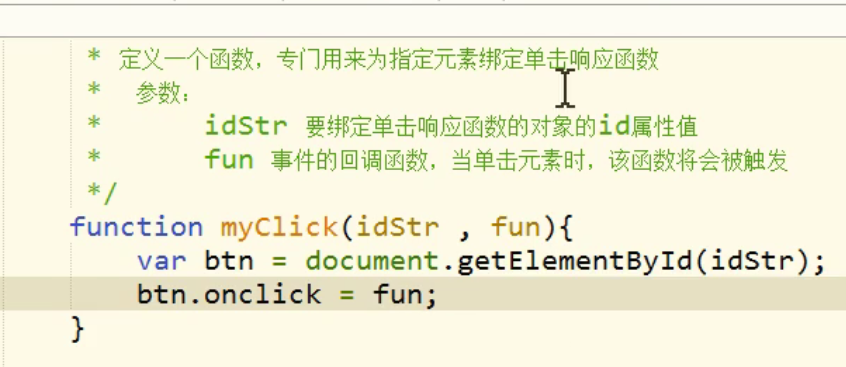 * 定义一个函数，专门用来为指定元素绑定单击响应函数
* 参数：
* idStr 要绑定单击响应函数的对象的id属性值
* fun 事件的回调函数，当单击元素时，该函数将会被触发
*/
function myClick(idStr , fun){
var btn = document.getElementById(idStr);
btn.onclick = fun;
}